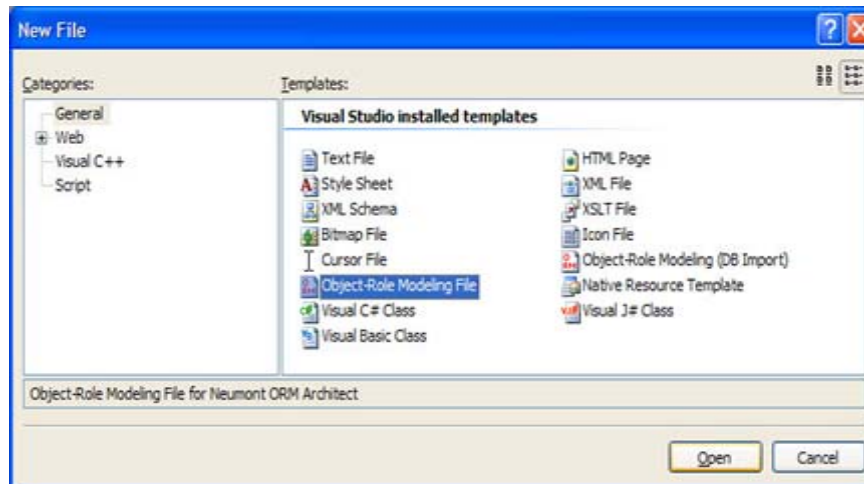 New File
Categories:
Templates:
General
Web
Visual C++
Script
Visual Studio installed templates
Text File
Style Sheet
XML Schema
Bitmap File
Cursor File
Object-Role Modeling File
Visual C# Class
Visual Basic Class
HTML Page
XML File
XSLT File
Icon File
Object-Role Modeling (DB Import)
Native Resource Template
Visual J# Class
Object-Role Modeling File for Neumont ORM Architect
Open
Cancel